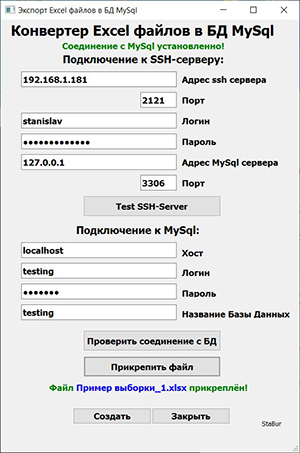 Экспорт Excel файлов в БД MySql
Конвертер Excel файлов в БД MySql
Соединение с MySql установленно!
Подключение к SSH-серверу:
192.168.1.181 Адрес ssh сервера
2121 Порт
stanislav Логин
●●●●●●●●●●●●● Пароль
127.0.0.1 Адрес MySql сервера
3306 Порт
Test SSH-Server
Подключение к MySql:
localhost Хост
testing Логин
●●●●●●● Пароль
testing Название Базы Данных
Проверить соединение с БД
Прикрепить файл
Файл Пример выборки_1.xlsx прикреплён!
Создать Закрыть
StaBur